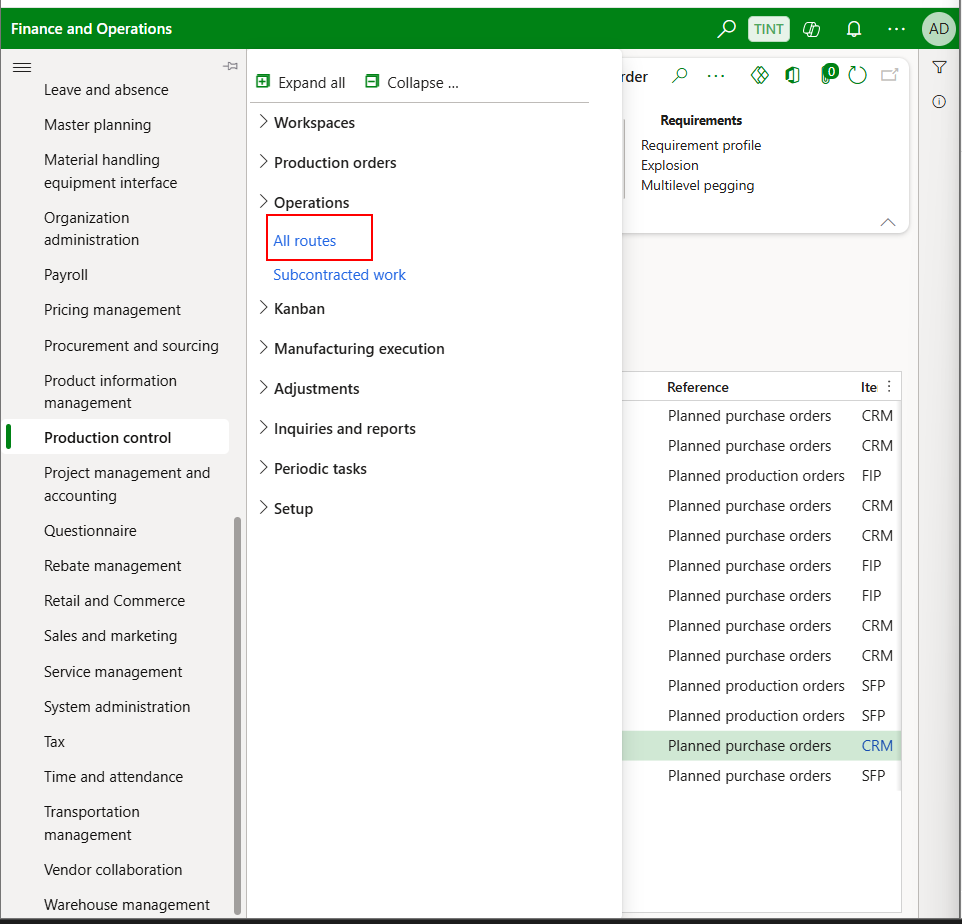 Finance and Operations
TINT
AD
Leave and absence
Master planning
Material handling
equipment interface
Organization
administration
Payroll
Pricing management
Procurement and sourcing
Product information
management
Production control
Project management and
accounting
Questionnaire
Rebate management
Retail and Commerce
Sales and marketing
Service management
System administration
Tax
Time and attendance
Transportation
management
Vendor collaboration
Warehouse management
Expand all
Collapse ...
Workspaces
Production orders
Operations
All routes
Subcontracted work
Kanban
Manufacturing execution
Adjustments
Inquiries and reports
Periodic tasks
Setup
rder
0
Requirements
Requirement profile
Explosion
Multilevel pegging
Reference Ite
Planned purchase orders CRM
Planned purchase orders CRM
Planned production orders FIP
Planned purchase orders CRM
Planned purchase orders CRM
Planned purchase orders FIP
Planned purchase orders FIP
Planned purchase orders CRM
Planned purchase orders CRM
Planned production orders SFP
Planned production orders SFP
Planned purchase orders CRM
Planned purchase orders SFP